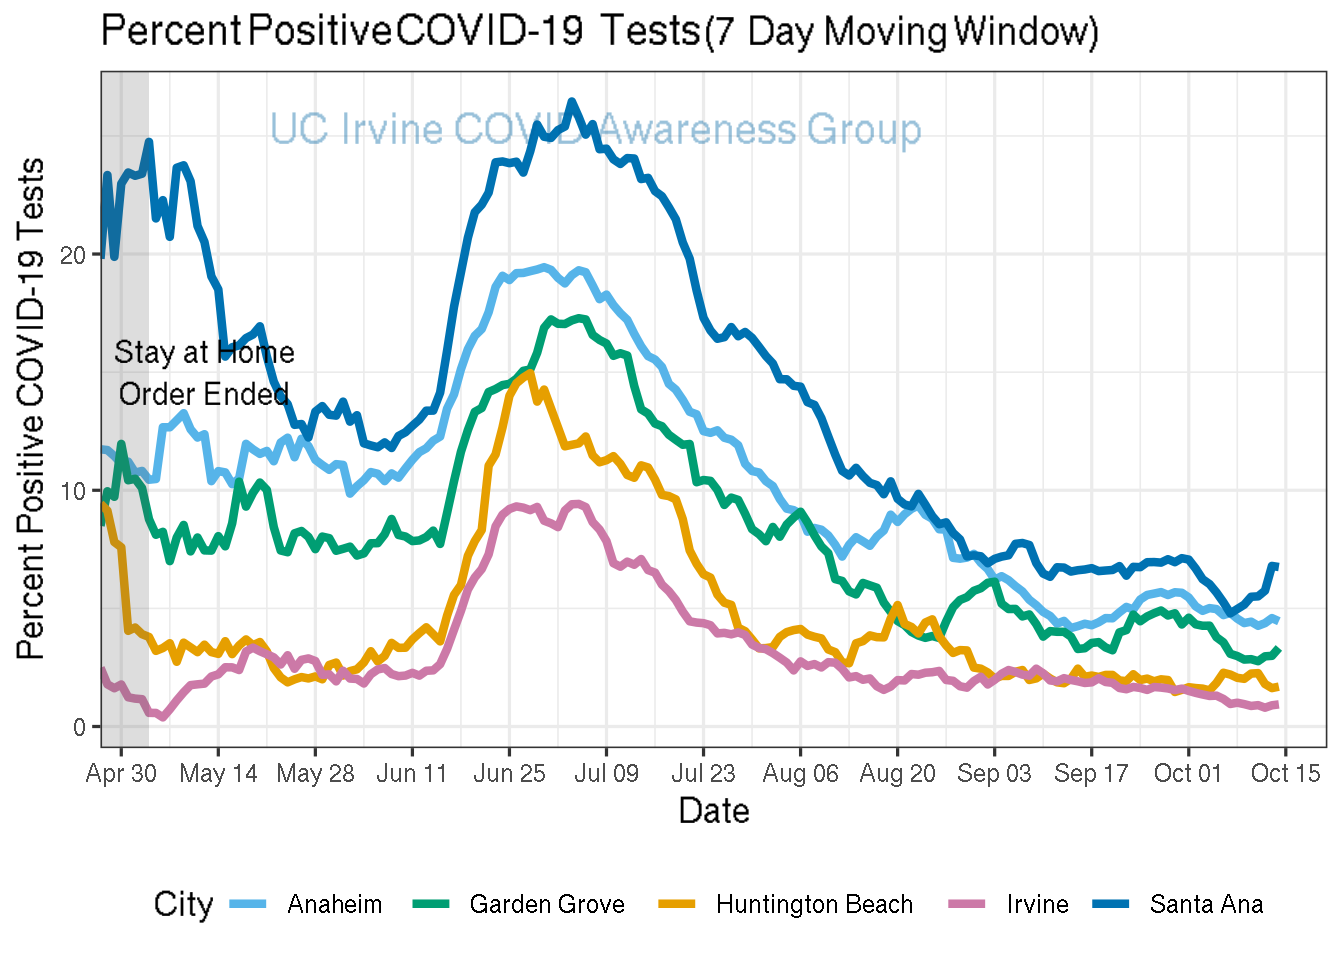 Percent Positive COVID-19 Tests (7 Day Moving Window)
UC Irvine COVID Awareness Group
Percent Positive COVID-19 Tests
20
10
0
Stay at Home
Order Ended
Apr 30 May 14 May 28 Jun 11 Jun 25 Jul 09 Jul 23 Aug 06 Aug 20 Sep 03 Sep 17 Oct 01 Oct 15
Date
City Anaheim Garden Grove Huntington Beach Irvine Santa Ana